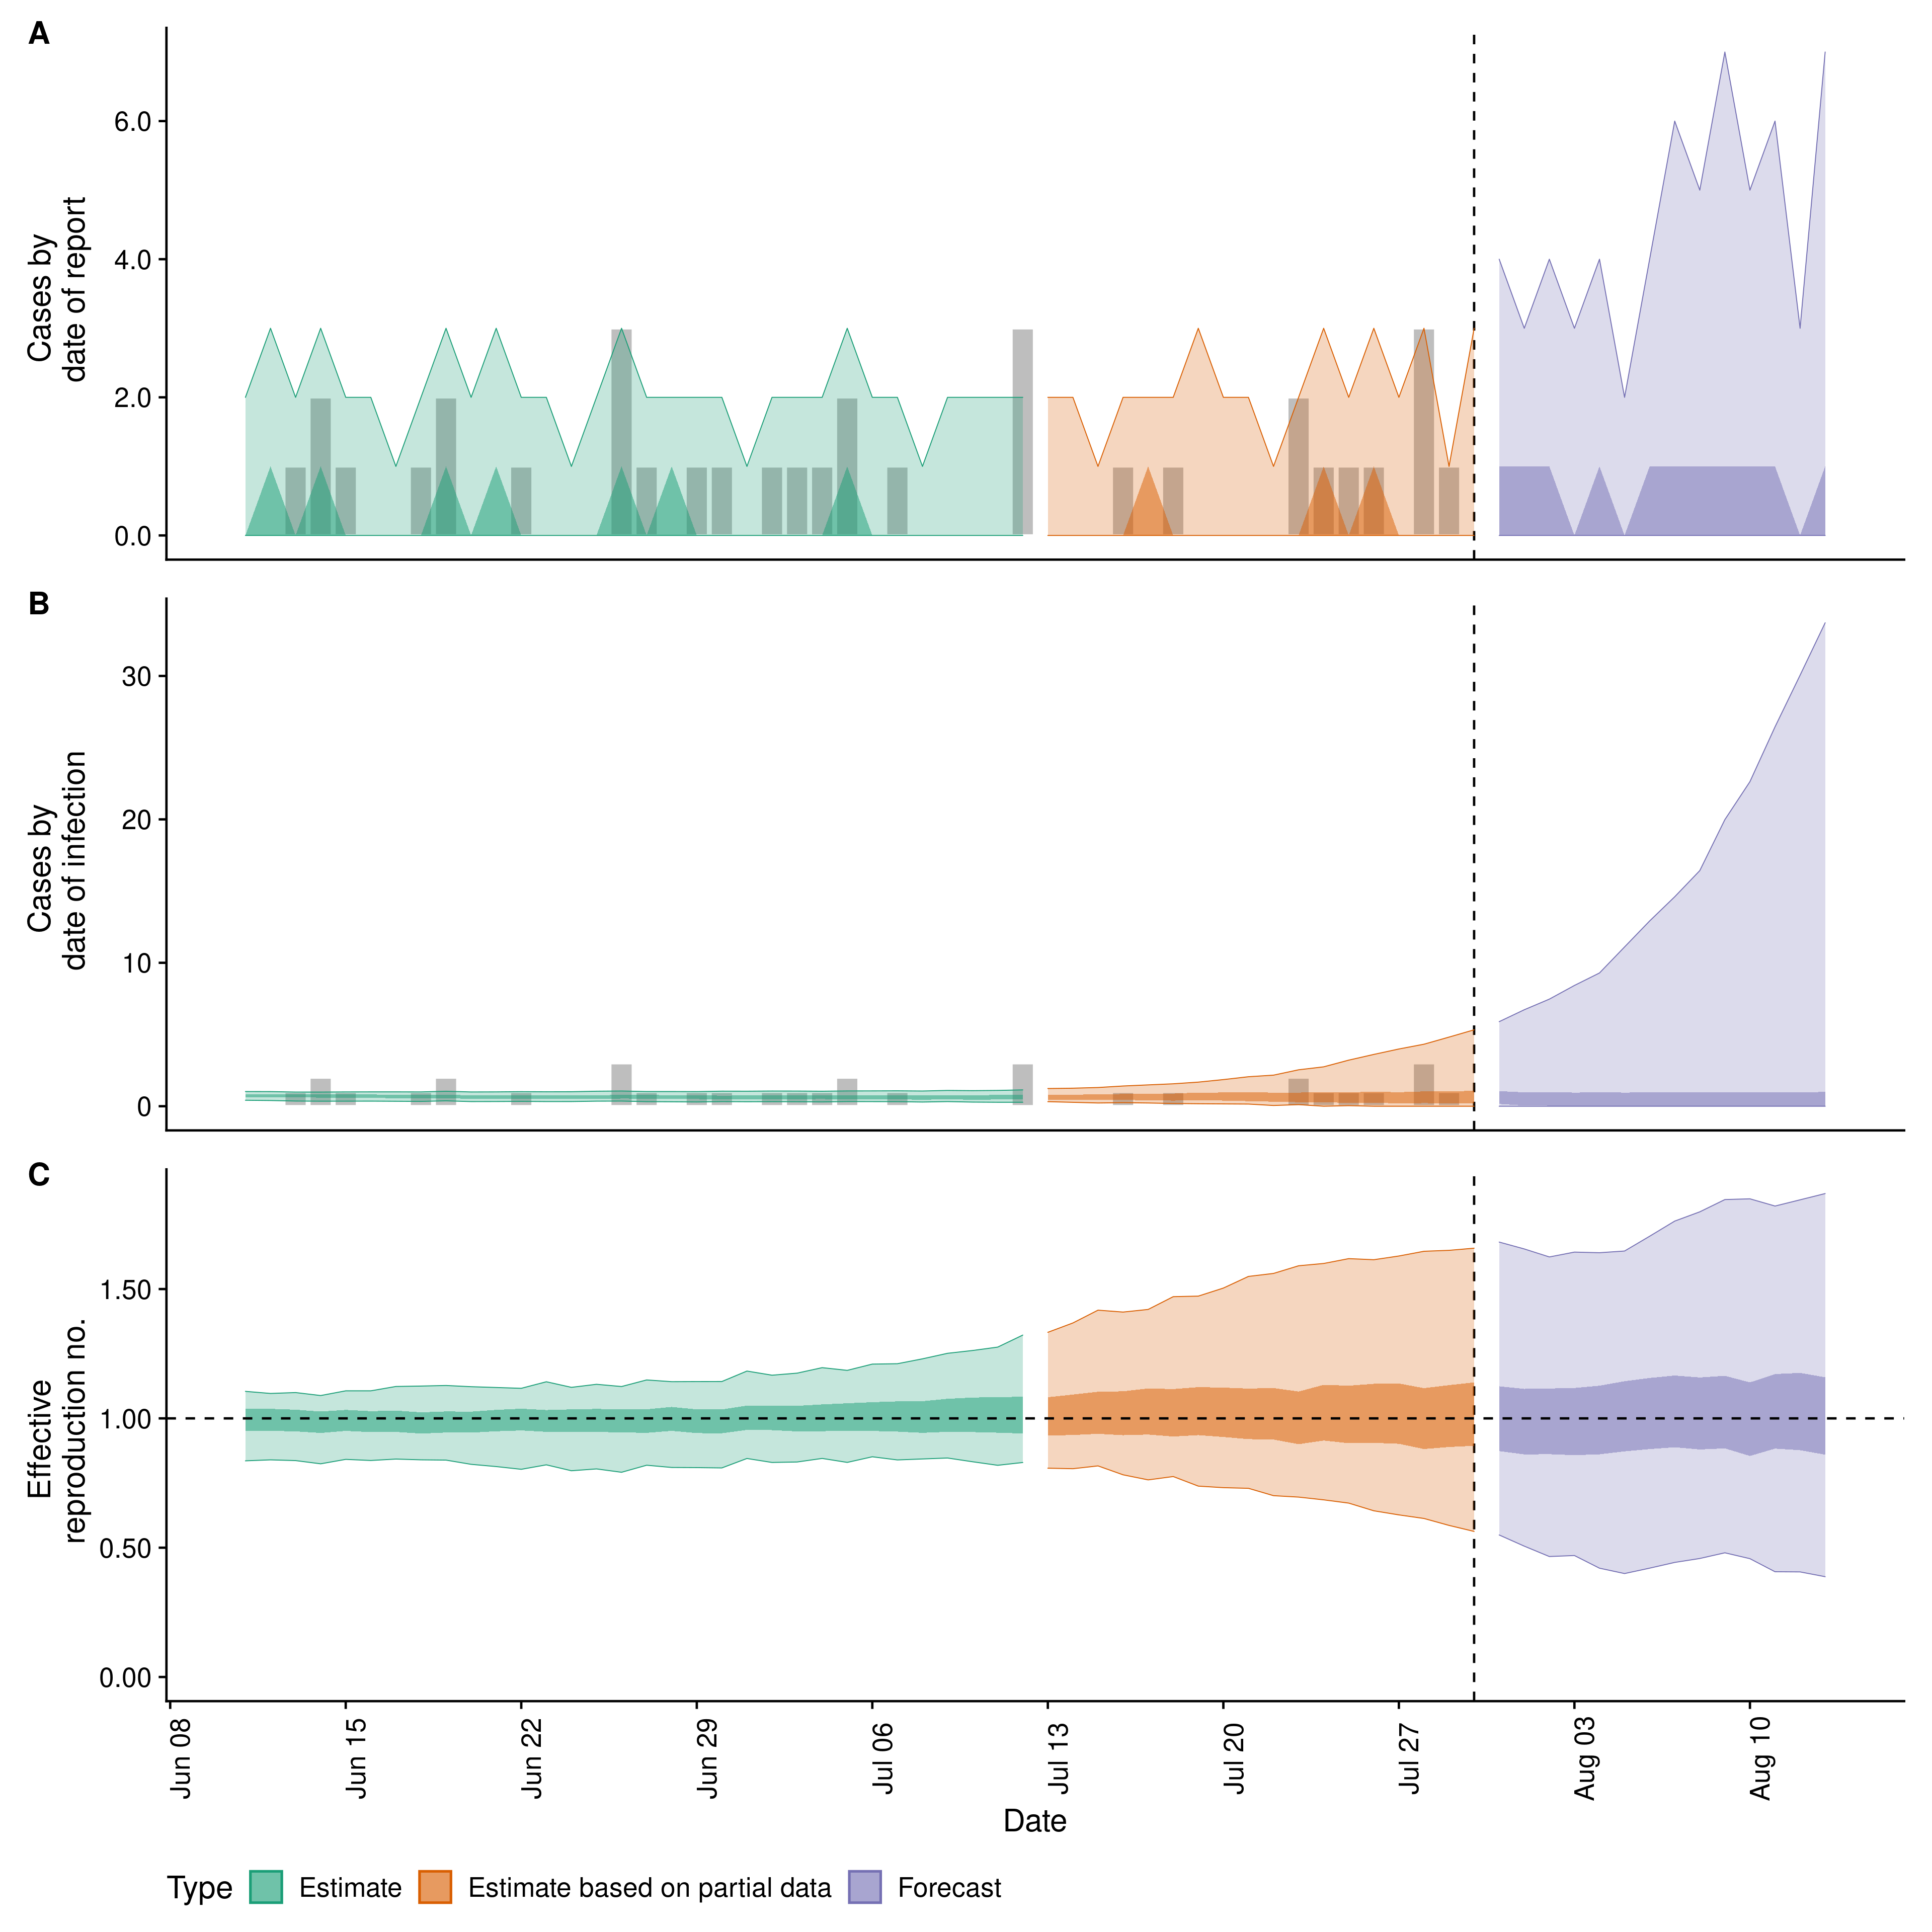 A
Cases by
date of report
6.0
4.0
2.0
0.0
B
Cases by
date of infection
30
20
10
0
C
Effective
reproduction no.
1.50
1.00
0.50
0.00
Jun 08
Jun 15
Jun 22
Jun 29
Jul 06
Jul 13
Jul 20
Jul 27
Aug 03
Aug 10
Date
Type Estimate Estimate based on partial data Forecast